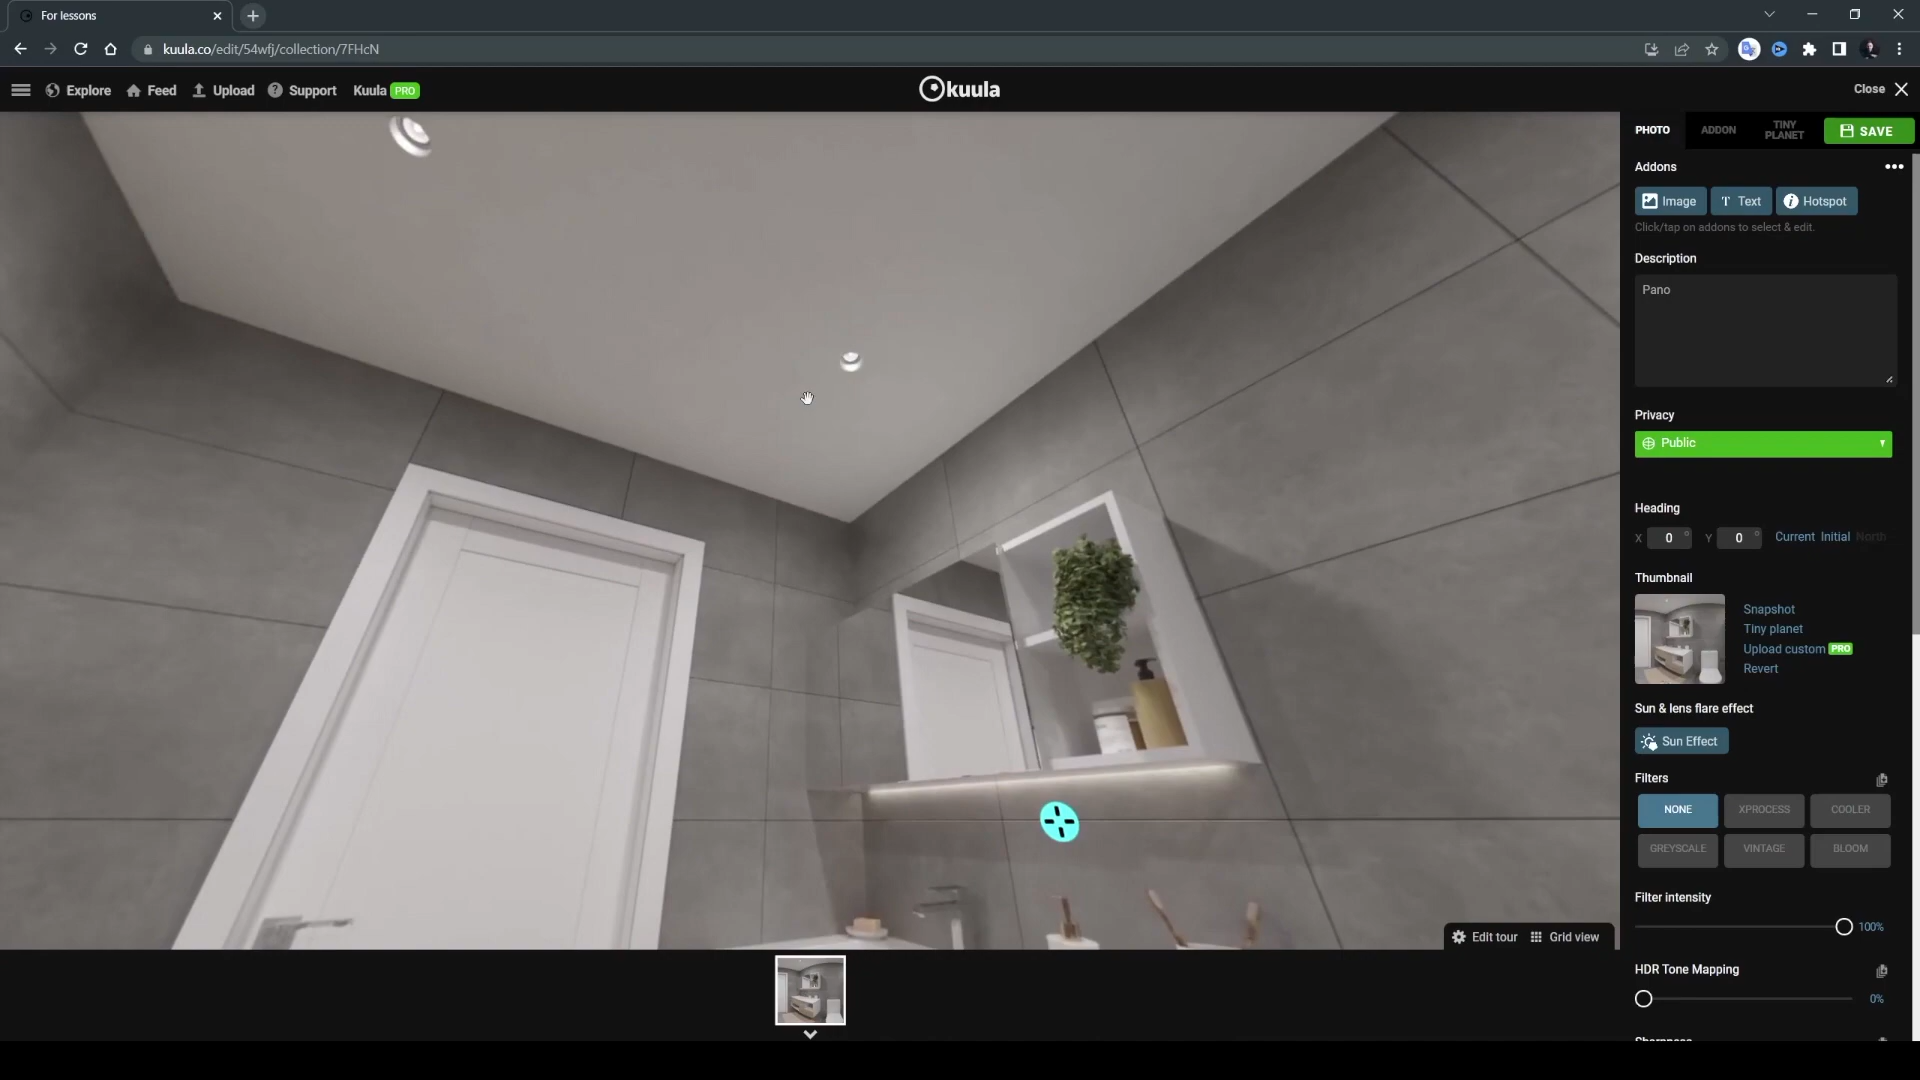 For lessons
kuula.co/edit/54wfj/collection/7FHcN
Explore Feed Upload Support Kuula PRO
kuula
Close
PHOTO ADDON TINY PLANET SAVE
Addons
Image Text Hotspot
Click/tap on addons to select & edit.
Description
Pano
Privacy
Public
Heading
X 0 ° Y 0 ° Current Initial North
Thumbnail
Snapshot
Tiny planet
Upload custom PRO
Revert
Sun & lens flare effect
Sun Effect
Filters
NONE XPROCESS COOLER
GREYSCALE VINTAGE BLOOM
Filter intensity
100%
Edit tour Grid view
HDR Tone Mapping
0%